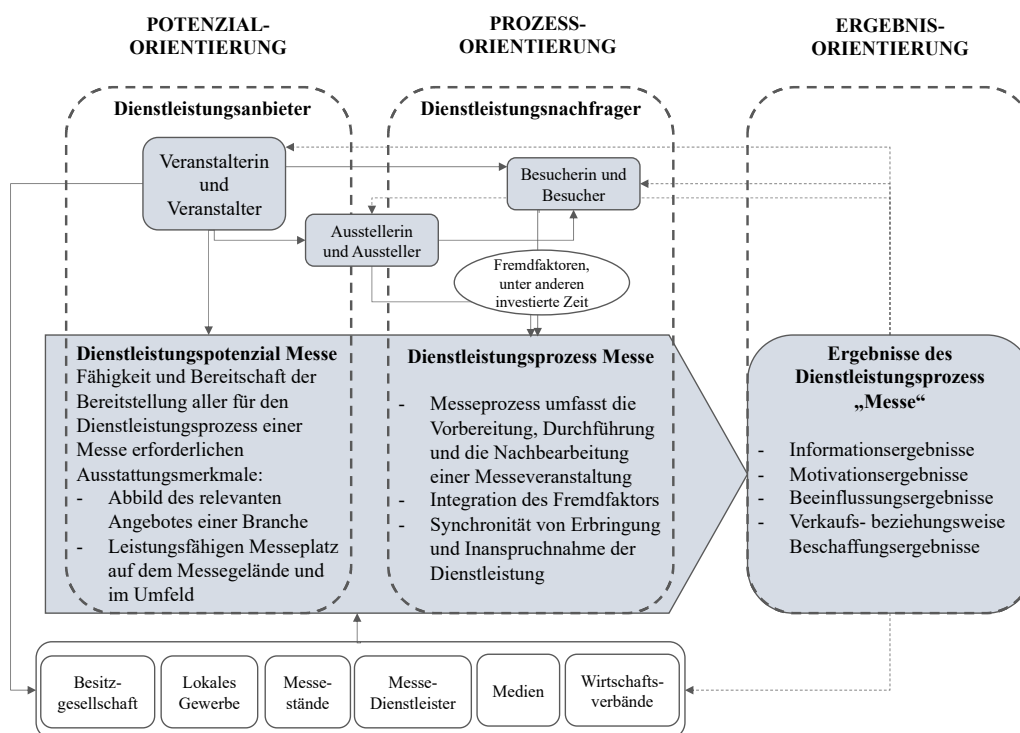 POTENZIAL-
ORIENTIERUNG
PROZESS-
ORIENTIERUNG
ERGEBNIS-
ORIENTIERUNG
Dienstleistungsanbieter
Dienstleistungsnachfrager
Veranstalterin
und
Veranstalter
Besucherin und
Besucher
Ausstellerin
und Aussteller
Fremdfaktoren,
unter anderen
investierte Zeit
Dienstleistungspotenzial Messe
Fähigkeit und Bereitschaft der
Bereitstellung aller für den
Dienstleistungsprozess einer
Messe erforderlichen
Ausstattungsmerkmale:
- Abbild des relevanten
Angebotes einer Branche
- Leistungsfähigen Messeplatz
auf dem Messegelände und
im Umfeld
Dienstleistungsprozess Messe
- Messeprozess umfasst die
Vorbereitung, Durchführung
und die Nachbearbeitung
einer Messeveranstaltung
- Integration des Fremdfaktors
- Synchronität von Erbringung
und Inanspruchnahme der
Dienstleistung
Ergebnisse des
Dienstleistungsprozess
„Messe“
- Informationsergebnisse
- Motivationsergebnisse
- Beeinflussungsergebnisse
- Verkaufs- beziehungsweise
Beschaffungsergebnisse
Besitz-
gesellschaft
Lokales
Gewerbe
Messe-
stände
Messe-
Dienstleister
Medien
Wirtschafts-
verbände